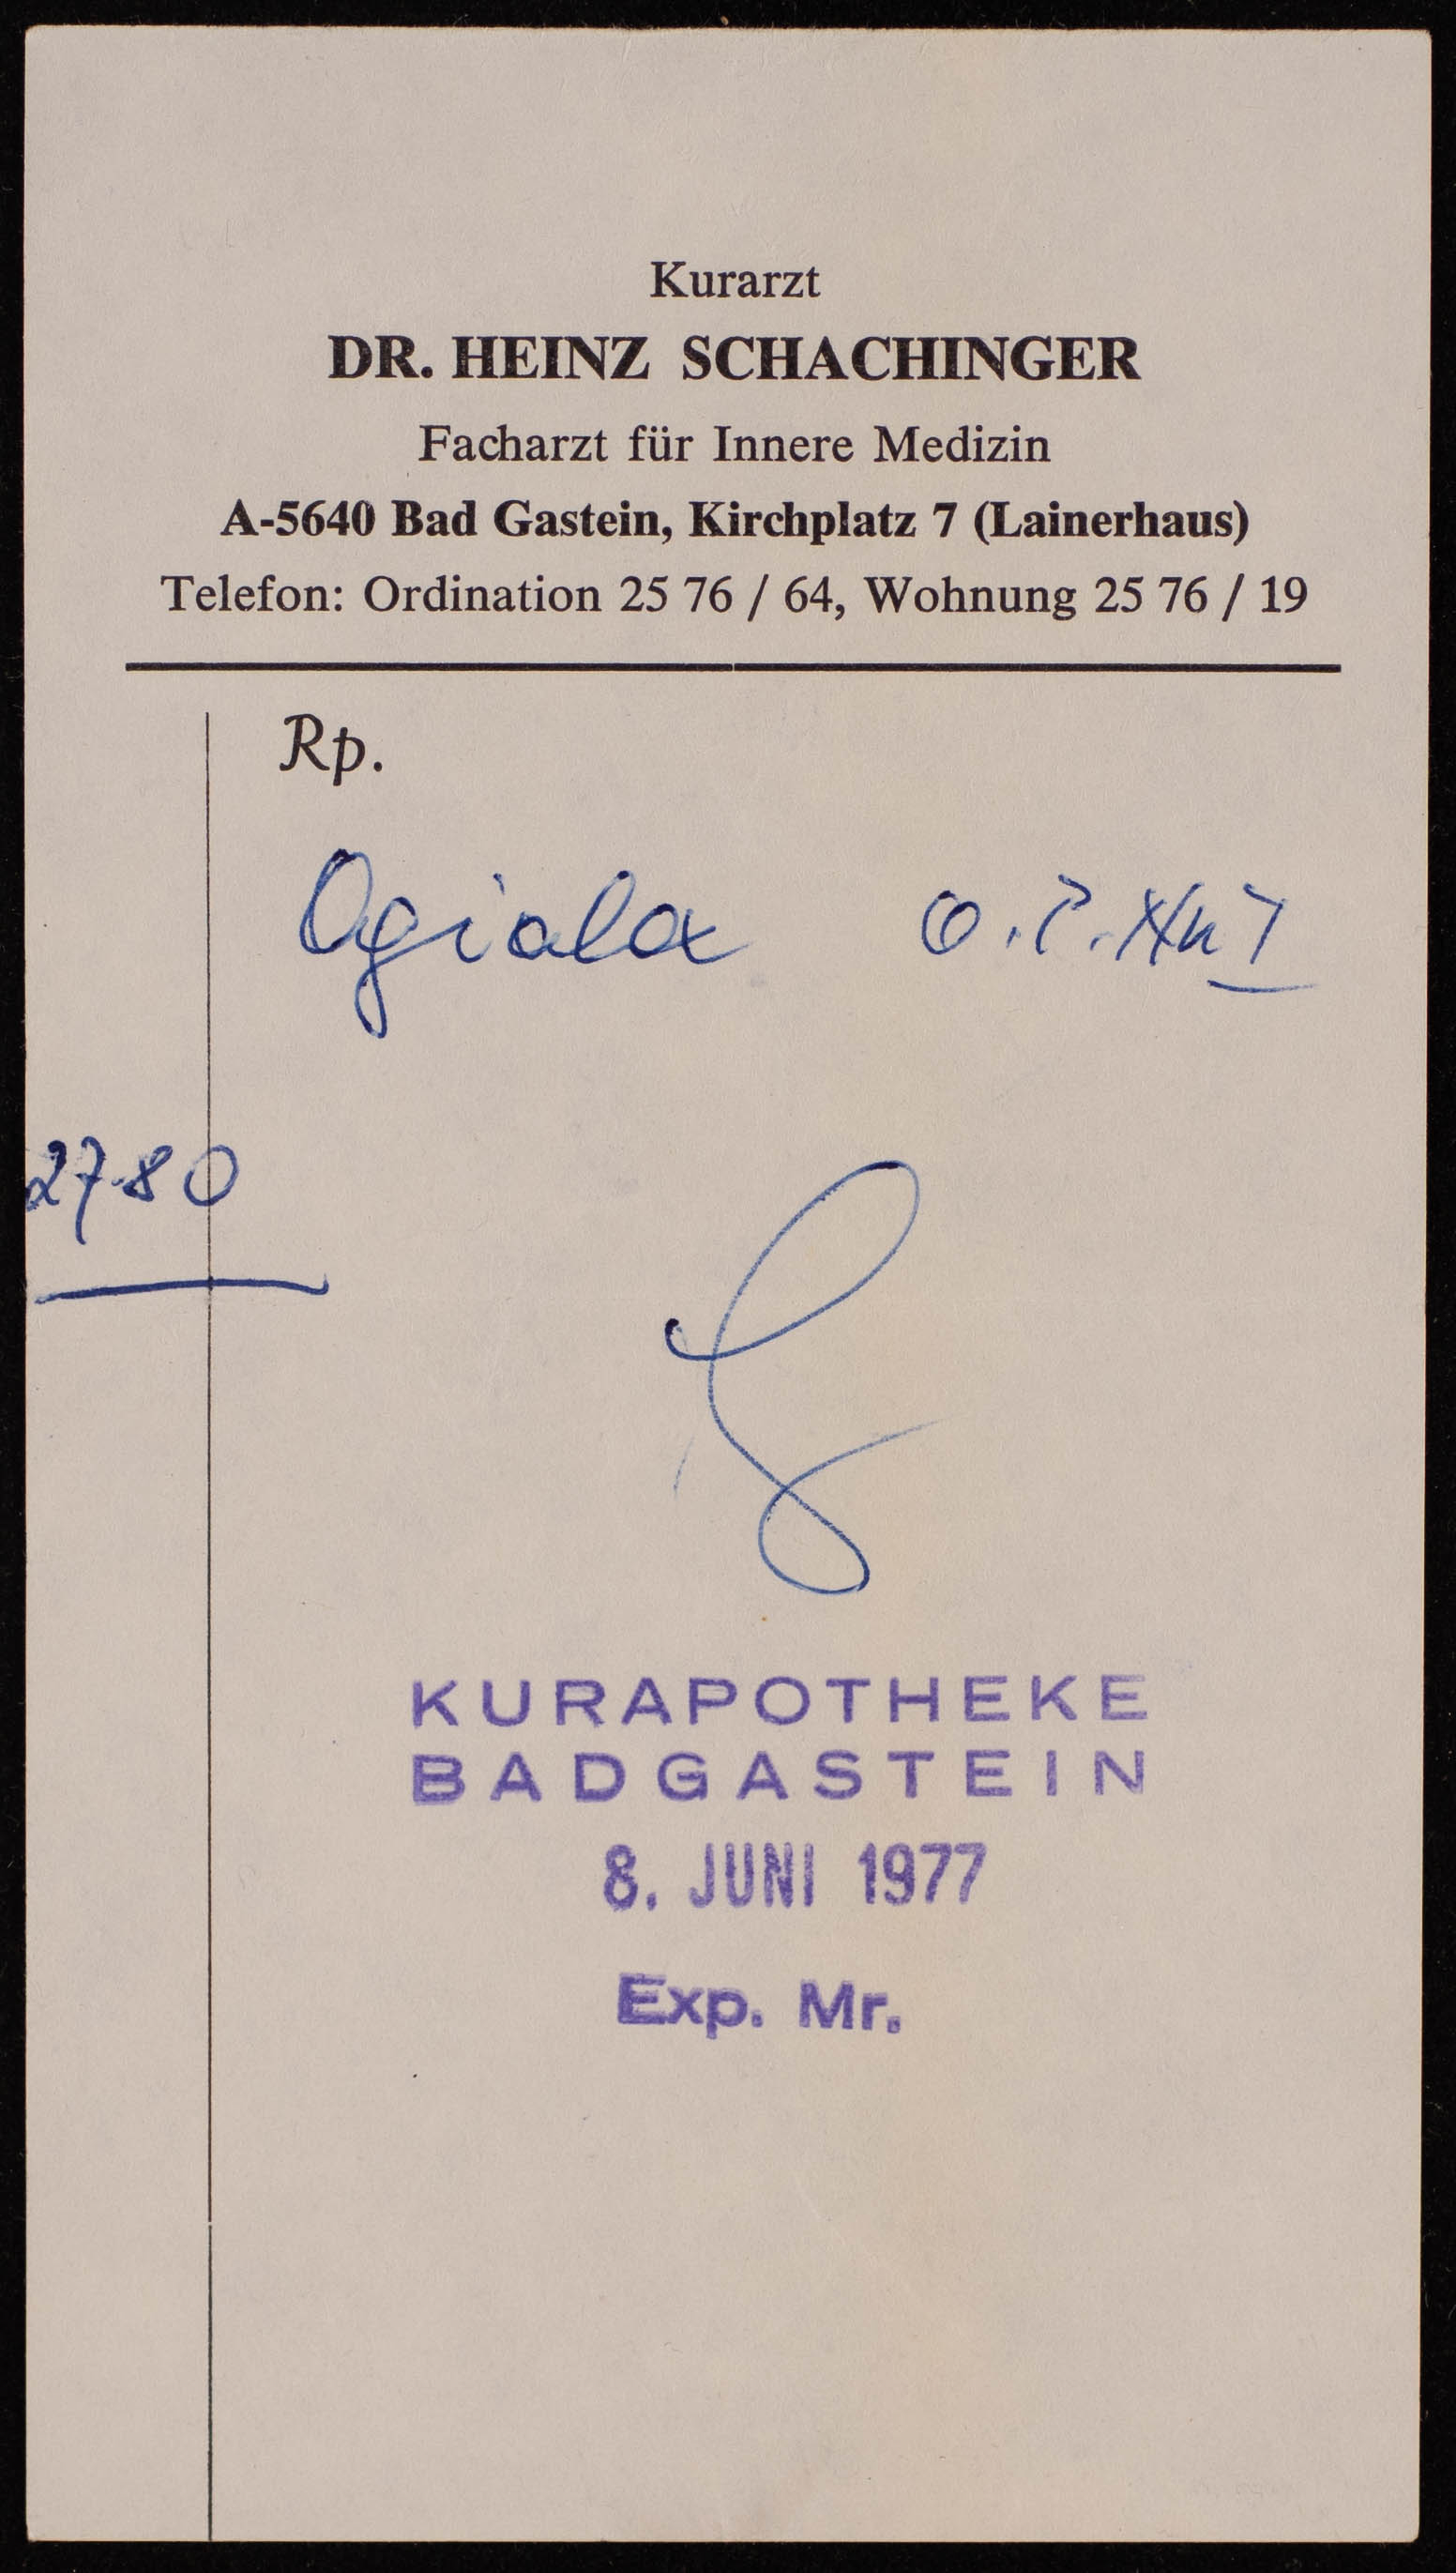 Kurarzt
DR. HEINZ SCHACHINGER
Facharzt für Innere Medizin
A-5640 Bad Gastein, Kirchplatz 7 (Lainerhaus)
Telefon: Ordination 25 76 / 64, Wohnung 25 76 / 19
Rp.
O.P.
27.80
KURAPOTHEKE
BADGASTEIN
8. JUNI 1977
Exp. Mr.